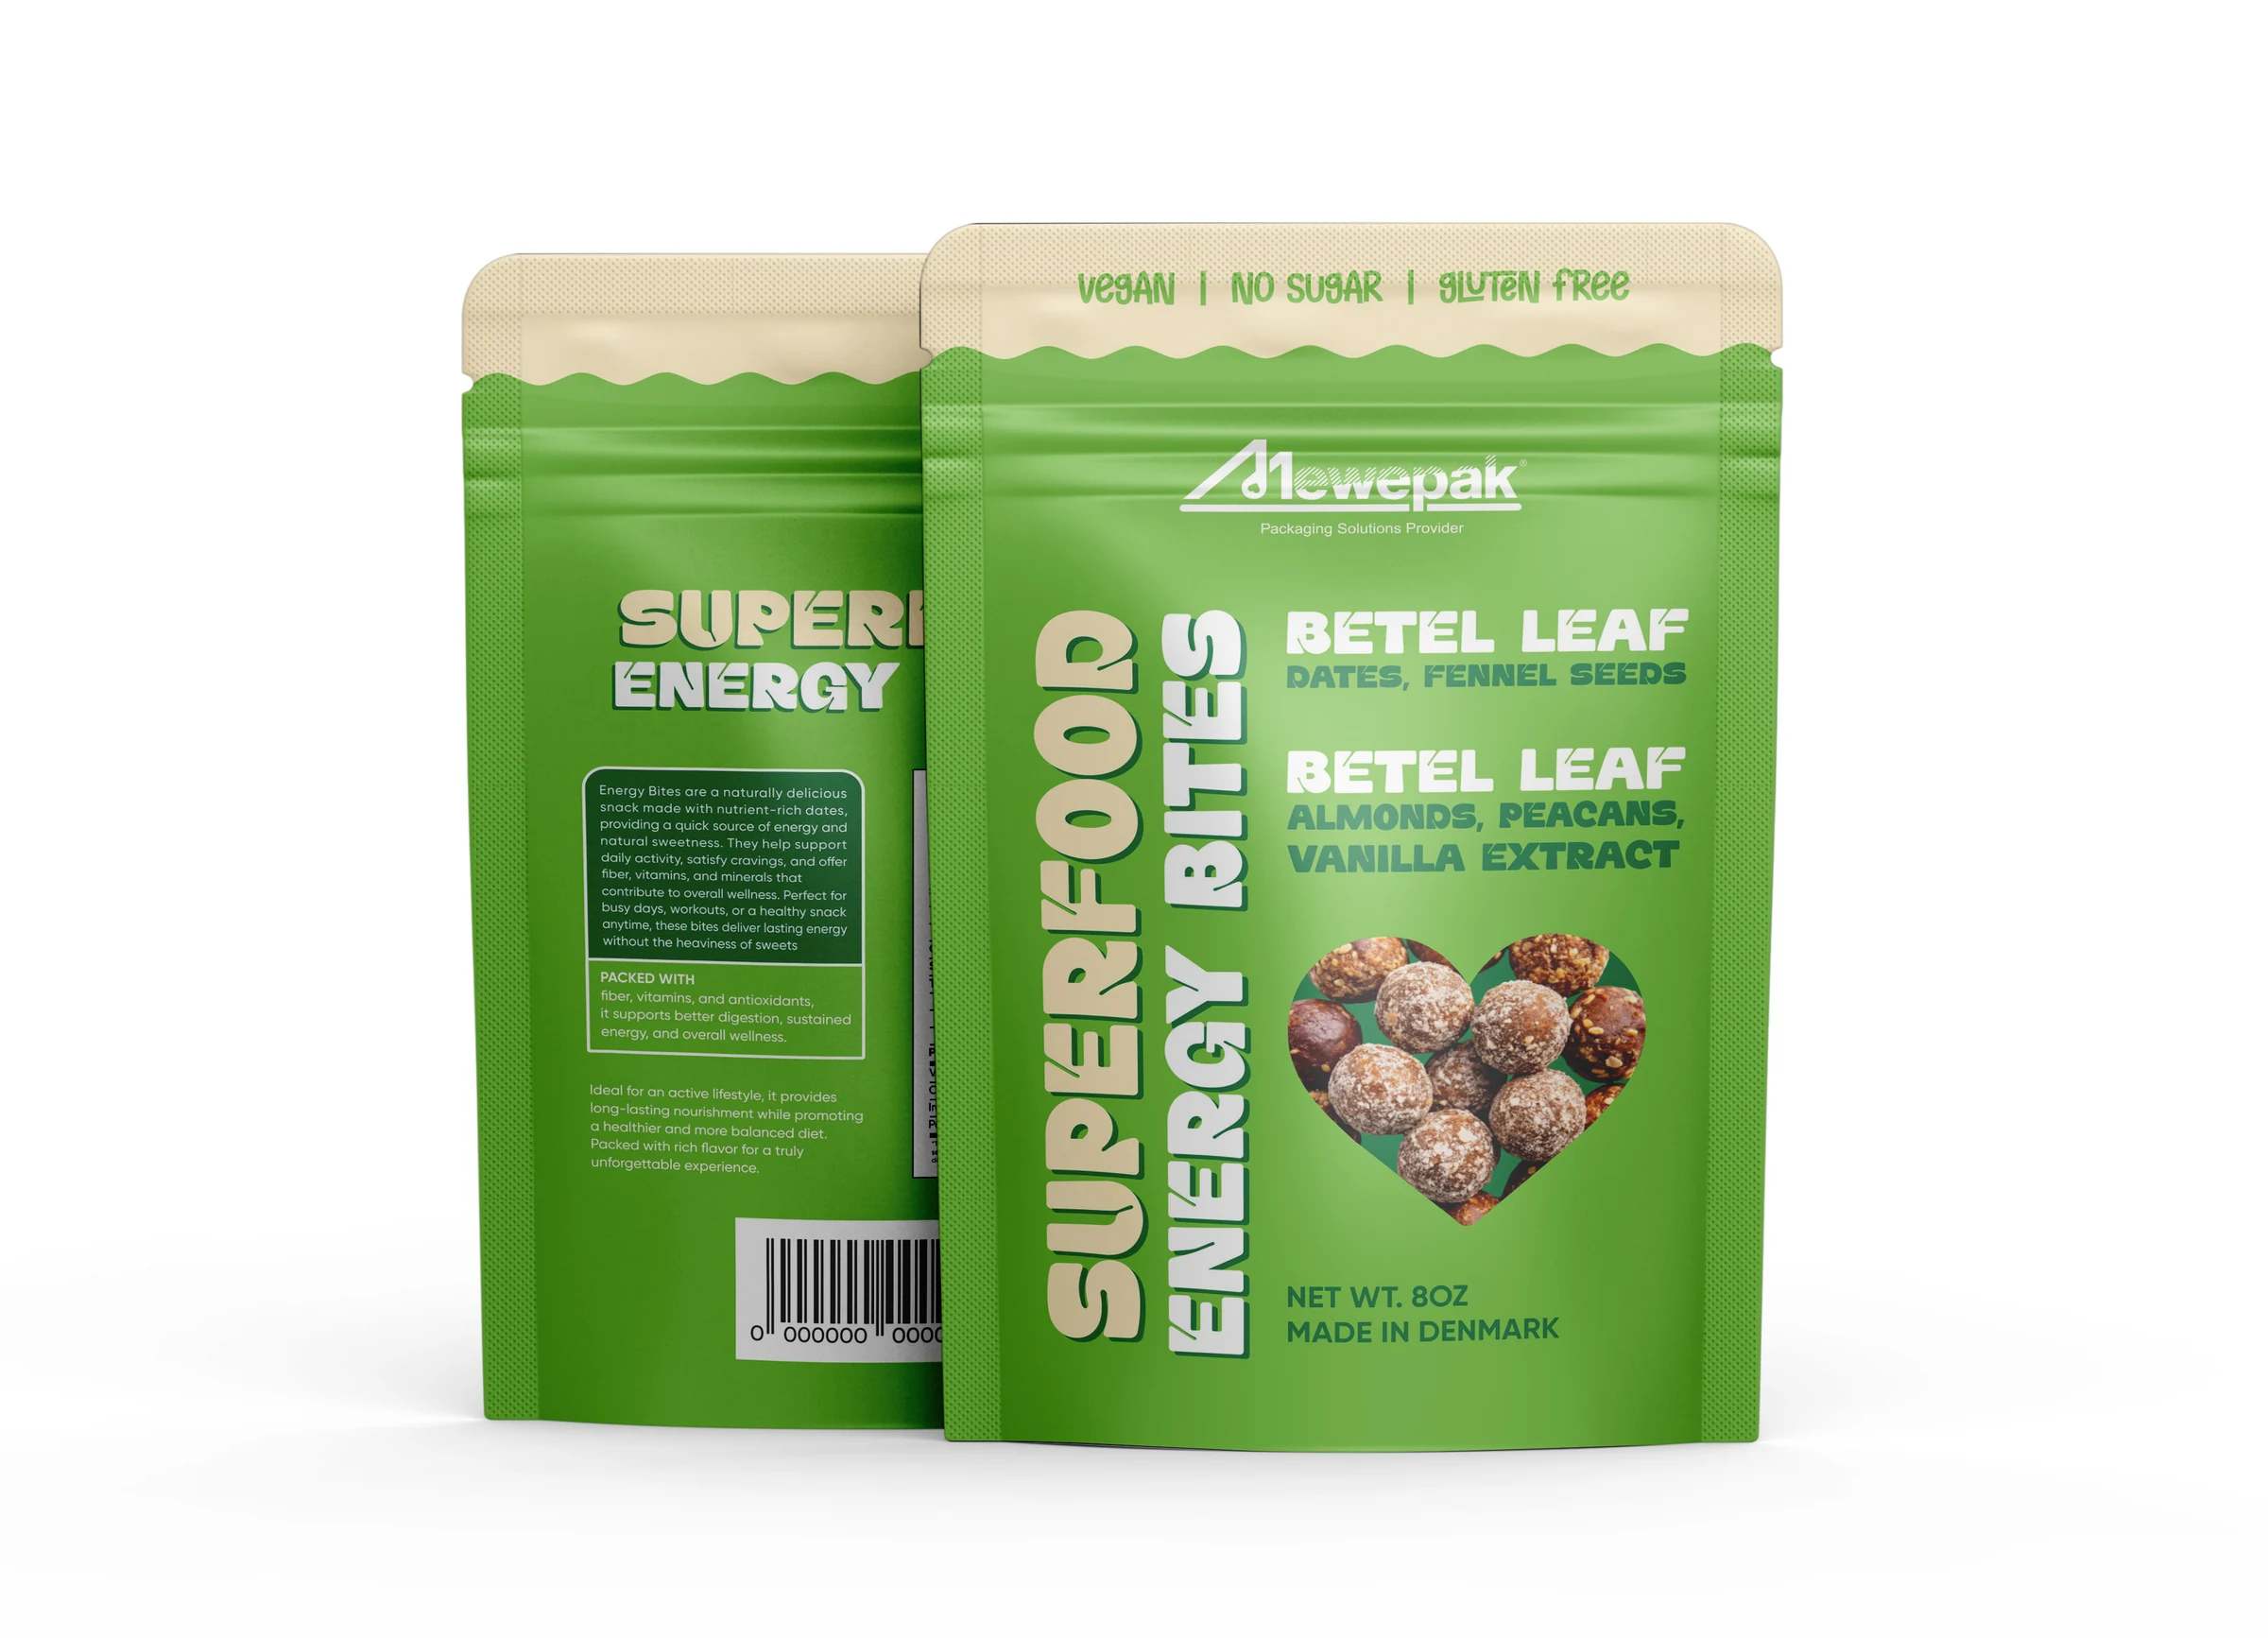 SUPER
ENERGY
Energy Bites are a naturally delicious
snack made with nutrient-rich dates,
providing a quick source of energy and
natural sweetness. They help support
daily activity, satisfy cravings, and offer
fiber, vitamins, and minerals that
contribute to overall wellness. Perfect for
busy days, workouts, or a healthy snack
anytime, these bites deliver lasting energy
without the heaviness of sweets
PACKED WITH
fiber, vitamins, and antioxidants,
it supports better digestion, sustained
energy, and overall wellness.
Ideal for an active lifestyle, it provides
long-lasting nourishment while promoting
a healthier and more balanced diet.
Packed with rich flavor for a truly
unforgettable experience.
0 000000 000
vegan | No Sugar | gluten free
Mewepak®
Packaging Solutions Provider
SUPERFOOD
ENERGY BITES
BETEL LEAF
DATES, FENNEL SEEDS
BETEL LEAF
ALMONDS, PEACANS,
VANILLA EXTRACT
NET WT. 8OZ
MADE IN DENMARK